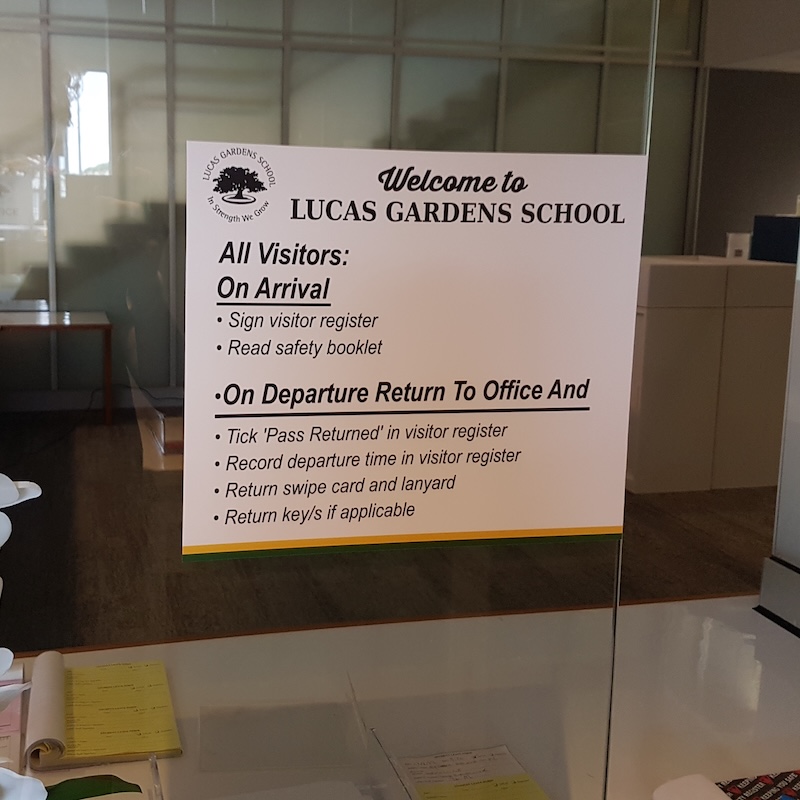 LUCAS GARDENS SCHOOL
In Strength We Grow
Welcome to
LUCAS GARDENS SCHOOL
All Visitors:
On Arrival
• Sign visitor register
• Read safety booklet
•On Departure Return To Office And
• Tick 'Pass Returned' in visitor register
• Record departure time in visitor register
• Return swipe card and lanyard
• Return key/s if applicable